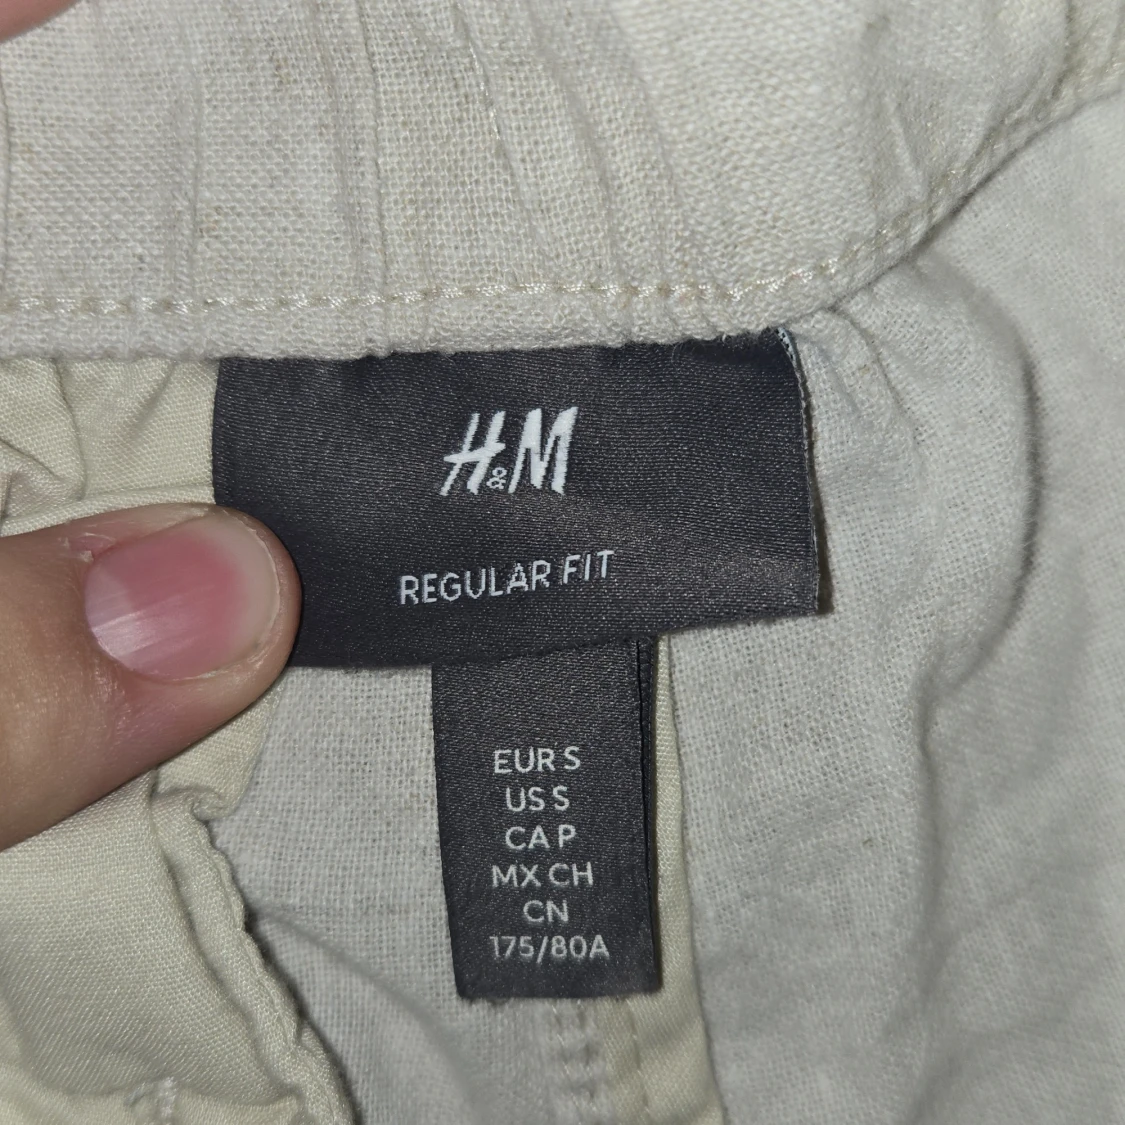 H&M
REGULAR FIT
EUR S
US S
CA P
MX CH
CN
175/80A